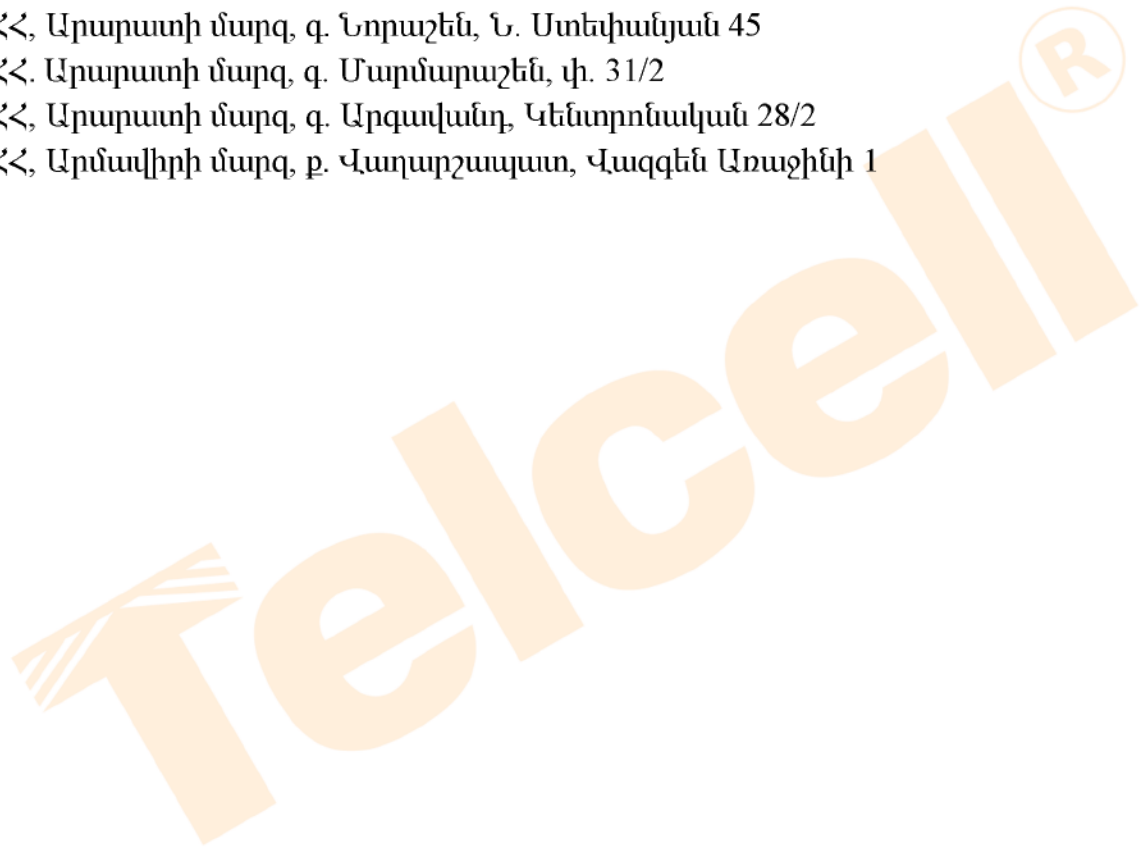 ՀՀ, Արարատի մարզ, գ. Նորաշեն, Ն. Ստեփանյան 45
ՀՀ. Արարատի մարզ, գ. Մարմարաշեն, փ. 31/2
ՀՀ, Արարատի մարզ, գ. Արգավանդ, Կենտրոնական 28/2
ՀՀ, Արմավիրի մարզ, ք. Վաղարշապատ, Վազգեն Առաջինի 1
Telcell ®